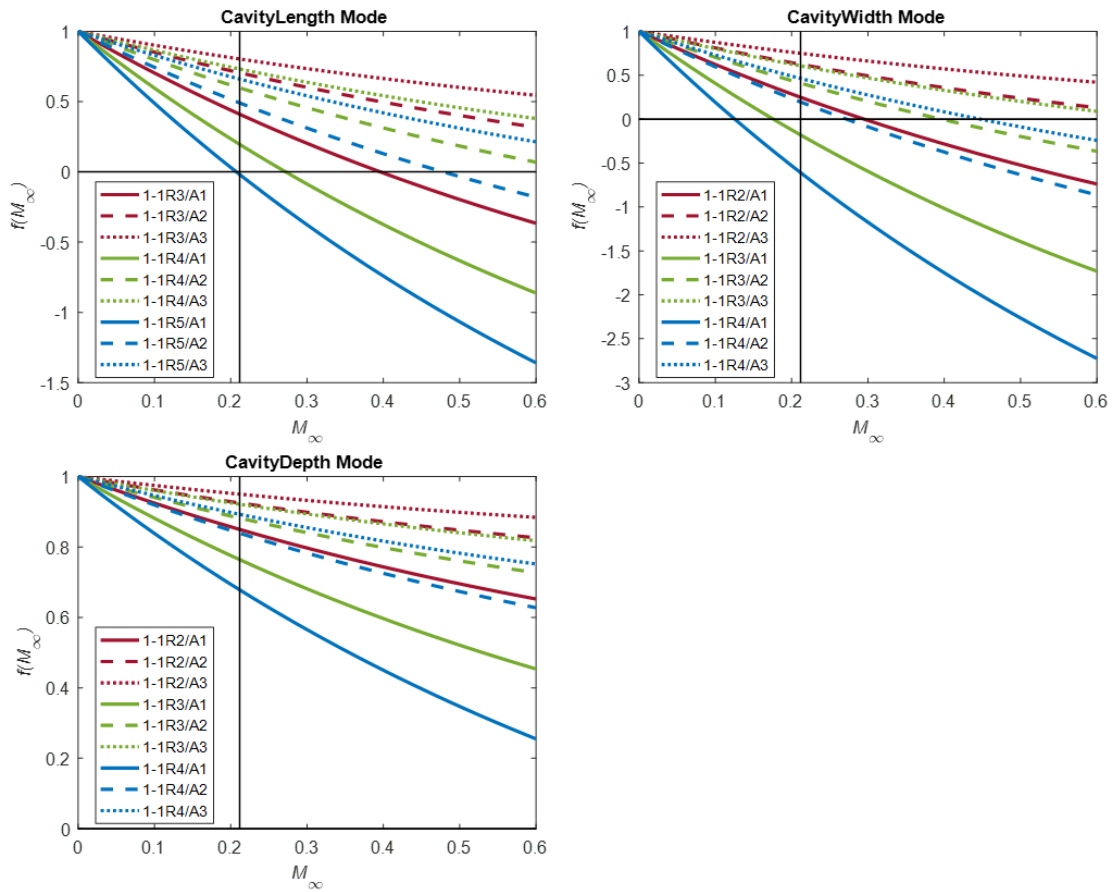 CavityLength Mode
1
0.5
0
-0.5
-1
-1.5
f(M∞)
1-1R3/A1
1-1R3/A2
1-1R3/A3
1-1R4/A1
1-1R4/A2
1-1R4/A3
1-1R5/A1
1-1R5/A2
1-1R5/A3
0 0.1 0.2 0.3 0.4 0.5 0.6
M∞
CavityWidth Mode
1
0.5
0
-0.5
-1
-1.5
-2
-2.5
-3
f(M∞)
1-1R2/A1
1-1R2/A2
1-1R2/A3
1-1R3/A1
1-1R3/A2
1-1R3/A3
1-1R4/A1
1-1R4/A2
1-1R4/A3
0 0.1 0.2 0.3 0.4 0.5 0.6
M∞
CavityDepth Mode
1
0.8
0.6
0.4
0.2
0
f(M∞)
1-1R2/A1
1-1R2/A2
1-1R2/A3
1-1R3/A1
1-1R3/A2
1-1R3/A3
1-1R4/A1
1-1R4/A2
1-1R4/A3
0 0.1 0.2 0.3 0.4 0.5 0.6
M∞